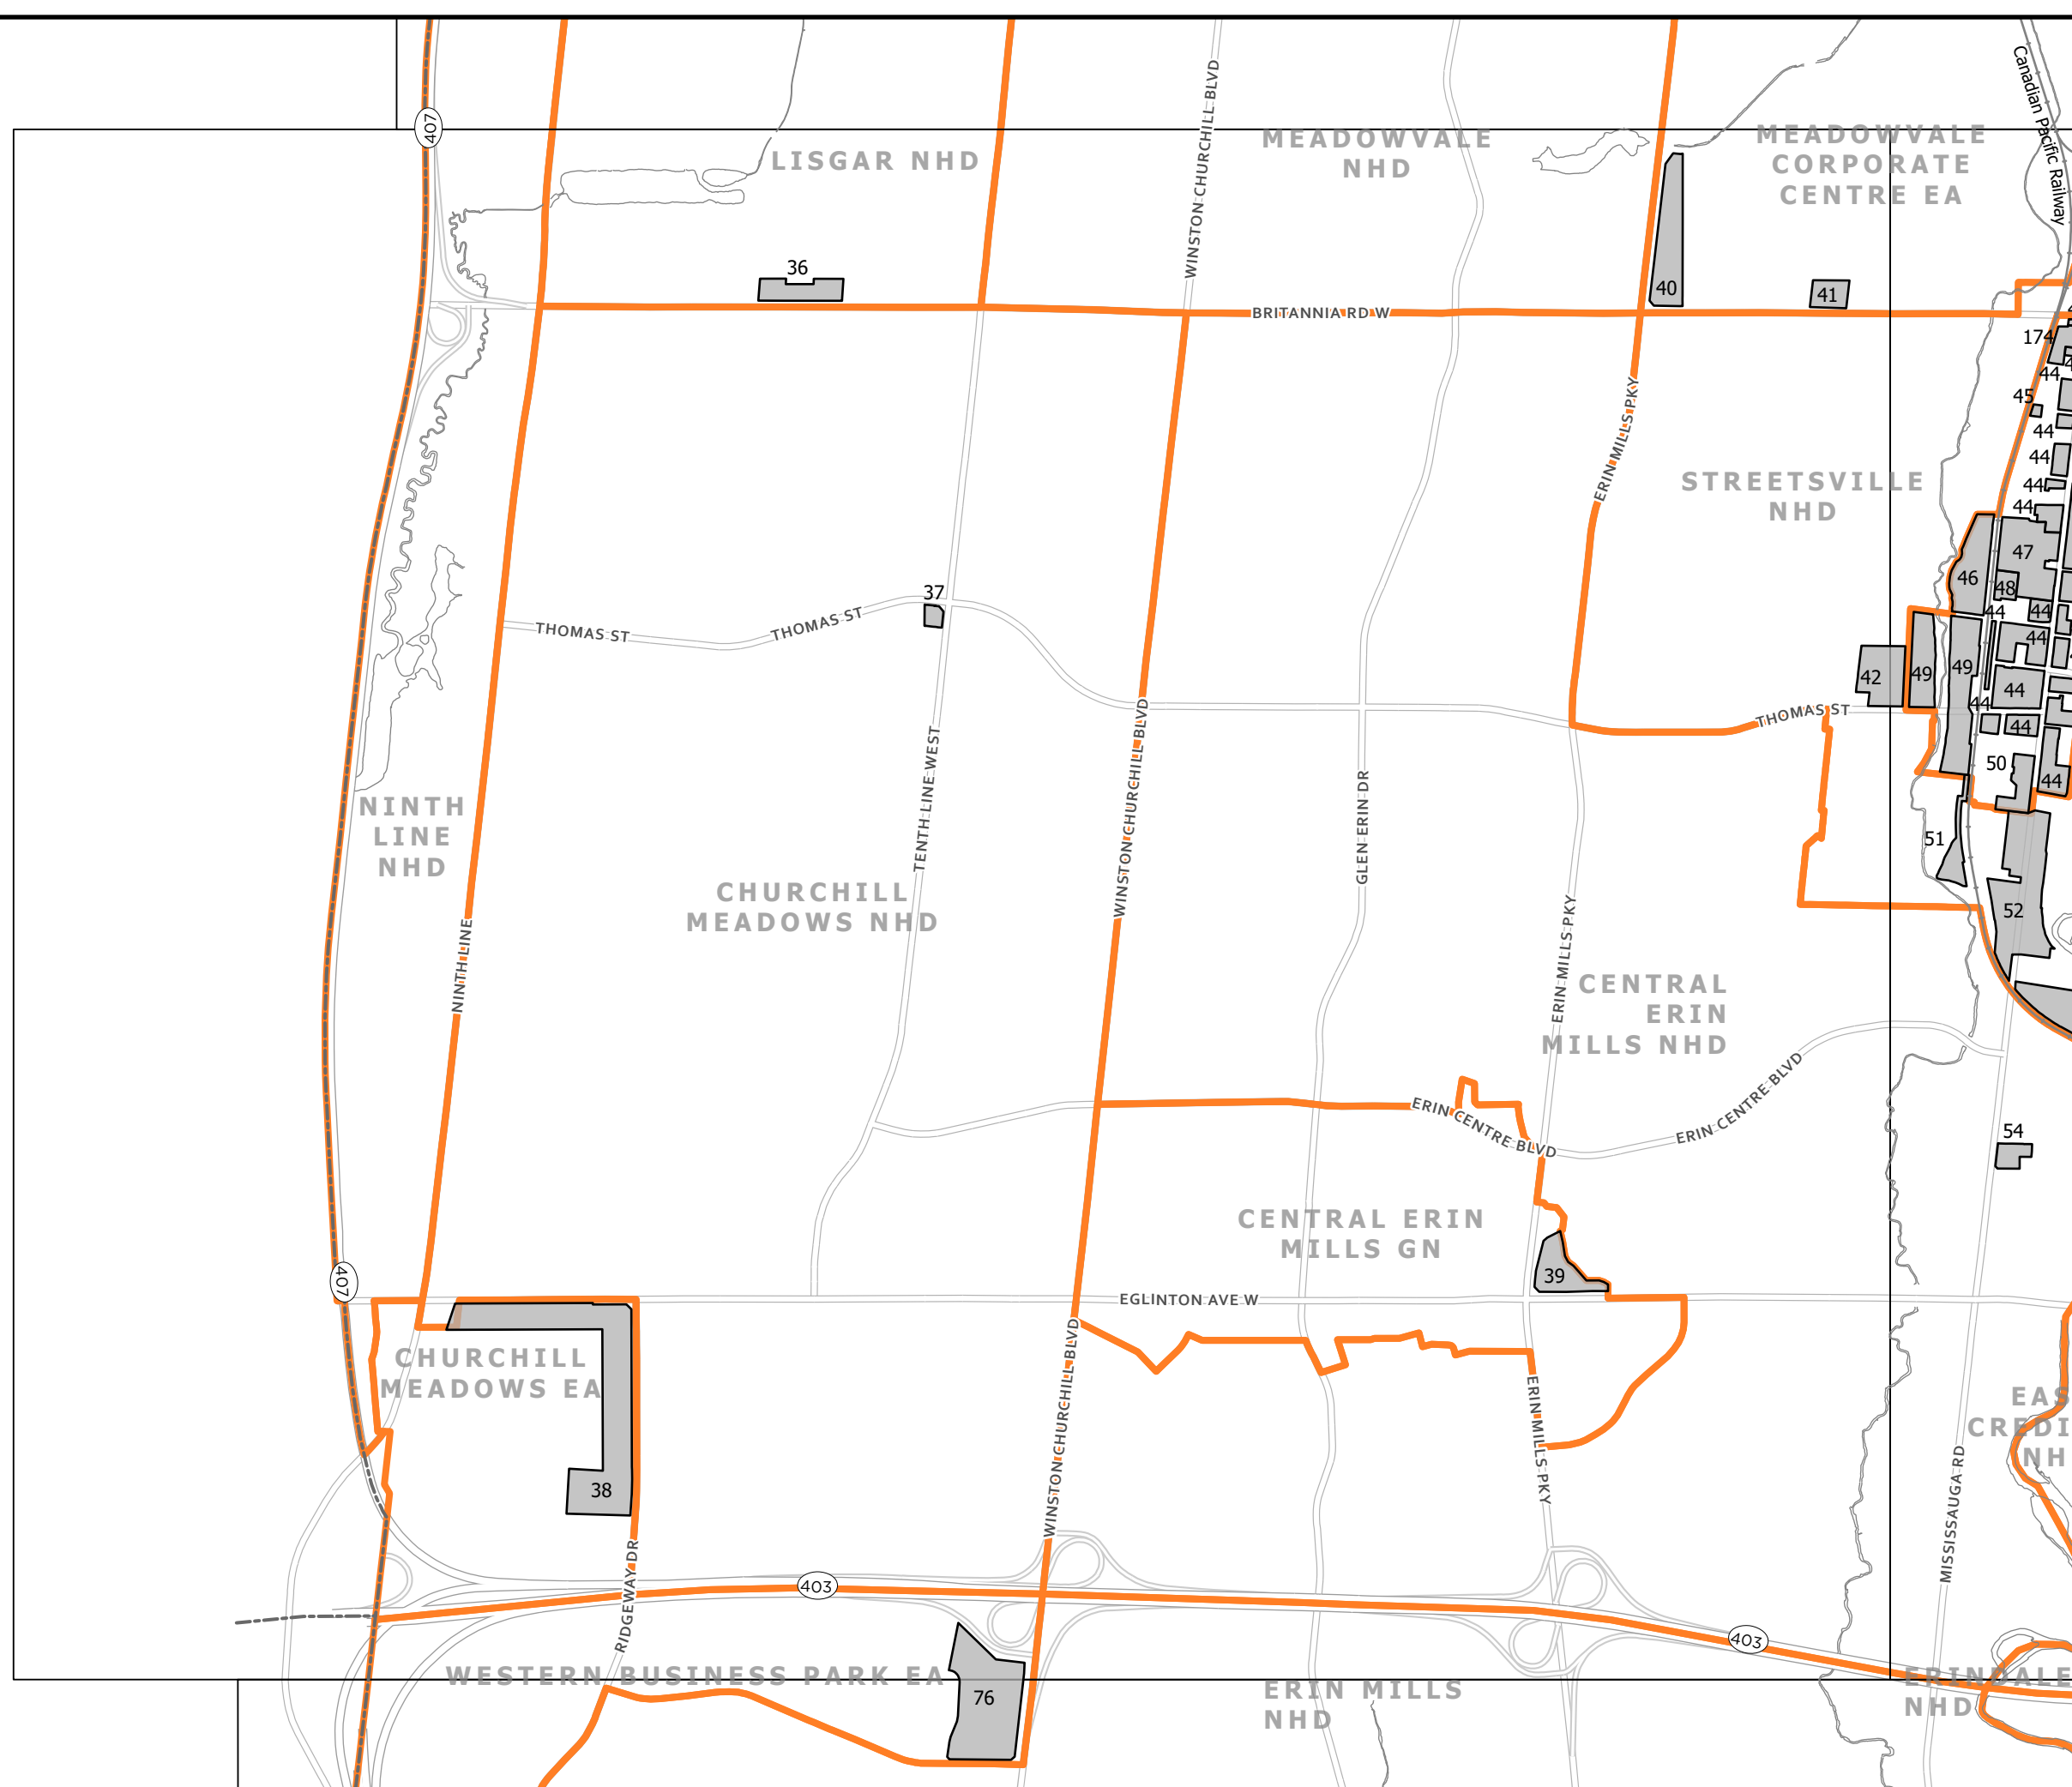 Canadian Pacific Railway
407
LISGAR NHD
WINSTON CHURCHILL BLVD
MEADOWVALE
NHD
MEADOWVALE
CORPORATE
CENTRE EA
36
40
41
BRITANNIA RD W
174
44
45
44
44
44
44
ERIN MILLS PKY
STREETSVILLE
NHD
47
46
48
44
44
44
37
THOMAS ST
THOMAS ST
42
49
49
44
44
THOMAS ST
44
50
44
TENTH LINE WEST
WINSTON CHURCHILL BLVD
GLEN ERIN DR
NINTH
LINE
NHD
51
CHURCHILL
MEADOWS NHD
52
NINTH LINE
ERIN MILLS PKY
CENTRAL
ERIN
MILLS NHD
ERIN CENTRE BLVD
ERIN CENTRE BLVD
54
CENTRAL ERIN
MILLS GN
39
407
EGLINTON AVE W
CHURCHILL
MEADOWS EA
38
WINSTON CHURCHILL BLVD
ERIN MILLS PKY
EAS
CREDI
NH
MISSISSAUGA RD
RIDGEWAY DR
403
403
WESTERN BUSINESS PARK EA
76
ERIN MILLS
NHD
ERINDALE
NHD